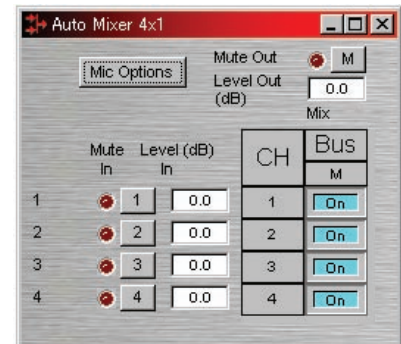 Auto Mixer 4x1
Mic Options
Mute Out
M
Level Out (dB)
0.0
Mix
Mute In
Level (dB) In
CH
Bus
M
1 1 0.0 1 On
2 2 0.0 2 On
3 3 0.0 3 On
4 4 0.0 4 On